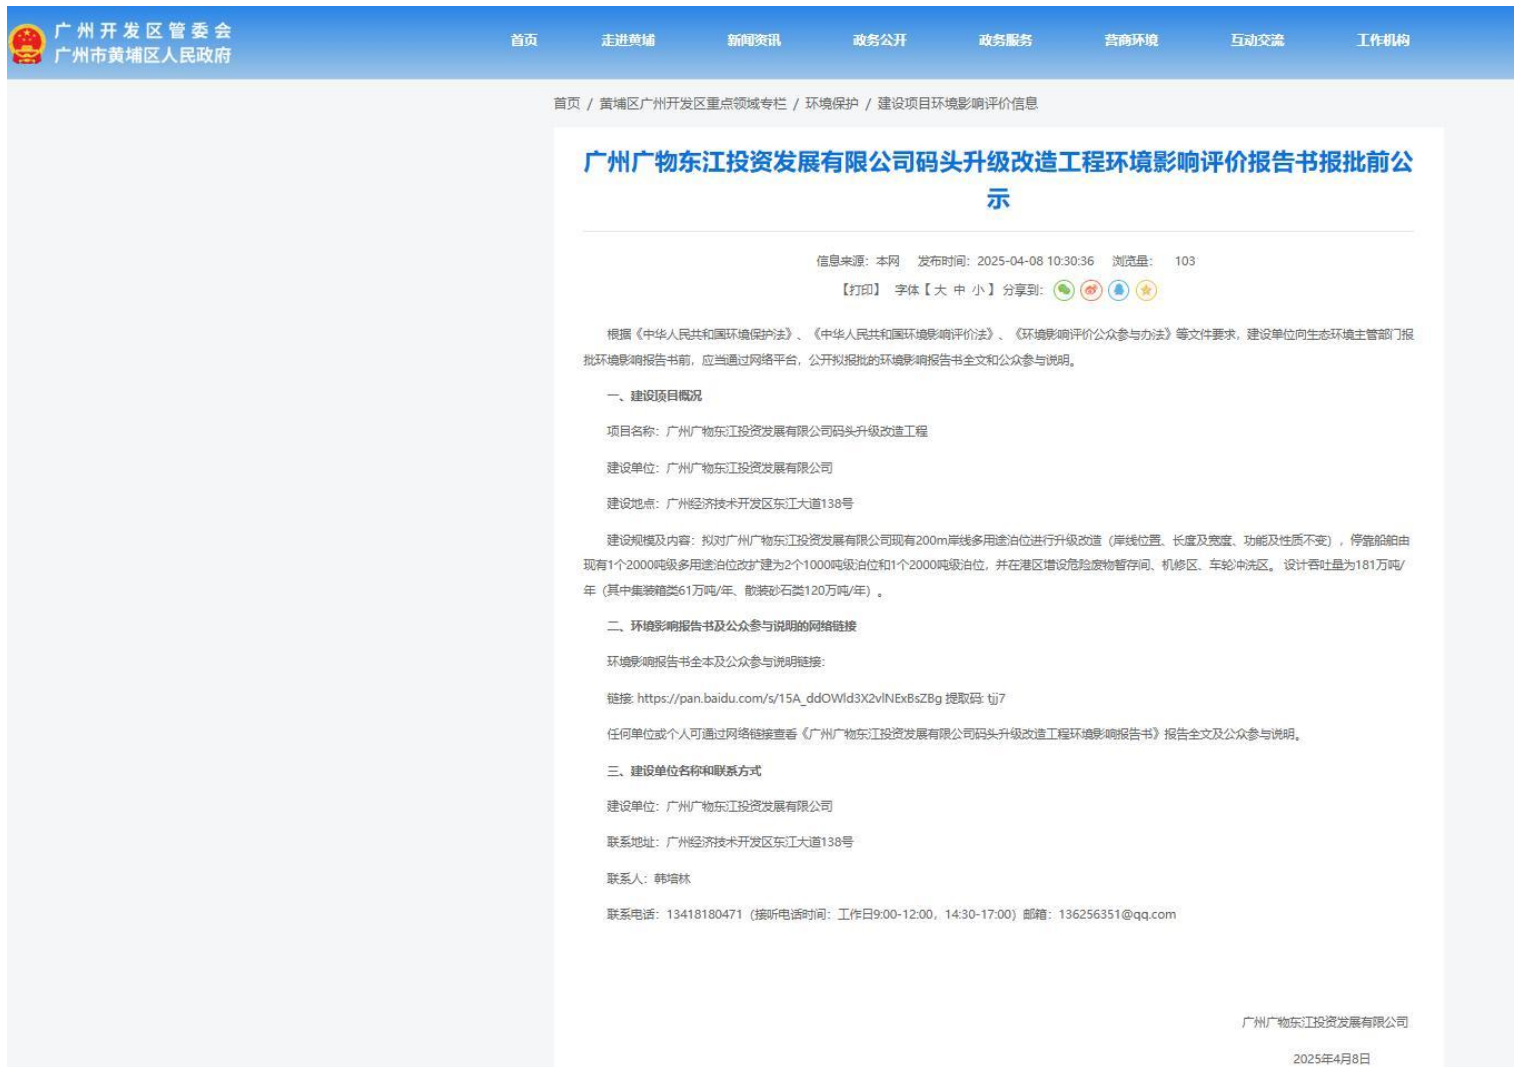 广州开发区管委会
广州市黄埔区人民政府
首页 走进黄埔 新闻资讯 政务公开 政务服务 营商环境 互动交流 工作机构
首页 / 黄埔区广州开发区重点领域专栏 / 环境保护 / 建设项目环境影响评价信息
广州广物东江投资发展有限公司码头升级改造工程环境影响评价报告书报批前公
示
信息来源：本网 发布时间：2025-04-08 10:30:36 浏览量： 103
【打印】 字体【 大 中 小 】 分享到：
根据《中华人民共和国环境保护法》、《中华人民共和国环境影响评价法》、《环境影响评价公众参与办法》等文件要求，建设单位向生态环境主管部门报
批环境影响报告书前，应当通过网络平台，公开拟报批的环境影响报告书全文和公众参与说明。
一、建设项目概况
项目名称：广州广物东江投资发展有限公司码头升级改造工程
建设单位：广州广物东江投资发展有限公司
建设地点：广州经济技术开发区东江大道138号
建设规模及内容：拟对广州广物东江投资发展有限公司现有200m岸线多用途泊位进行升级改造（岸线位置、长度及宽度、功能及性质不变），停靠船舶由
现有1个2000吨级多用途泊位改扩建为2个1000吨级泊位和1个2000吨级泊位，并在港区增设危险废物暂存间、机修区、车轮冲洗区。 设计吞吐量为181万吨/
年（其中集装箱类61万吨/年、散装砂石类120万吨/年）。
二、环境影响报告书及公众参与说明的网络链接
环境影响报告书全本及公众参与说明链接：
链接: https://pan.baidu.com/s/15A_ddOWld3X2vlNExBsZBg 提取码: tjj7
任何单位或个人可通过网络链接查看《广州广物东江投资发展有限公司码头升级改造工程环境影响报告书》报告全文及公众参与说明。
三、建设单位名称和联系方式
建设单位：广州广物东江投资发展有限公司
联系地址：广州经济技术开发区东江大道138号
联系人：韩培林
联系电话：13418180471（接听电话时间：工作日9:00-12:00，14:30-17:00）邮箱：136256351@qq.com
广州广物东江投资发展有限公司
2025年4月8日